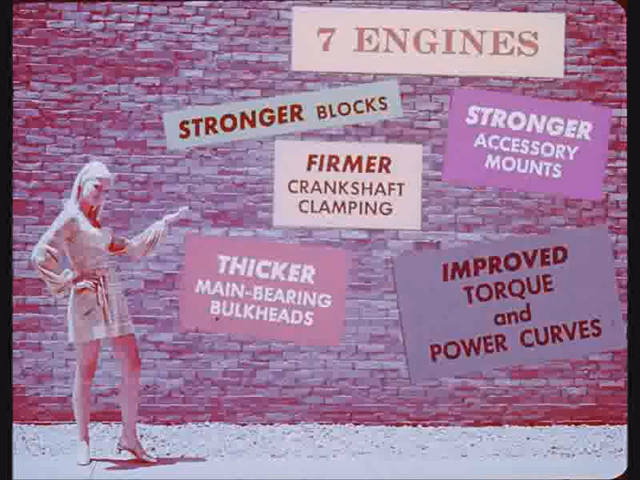 7 ENGINES
STRONGER BLOCKS
STRONGER
ACCESSORY
MOUNTS
FIRMER
CRANKSHAFT
CLAMPING
THICKER
MAIN-BEARING
BULKHEADS
IMPROVED
TORQUE
and
POWER CURVES